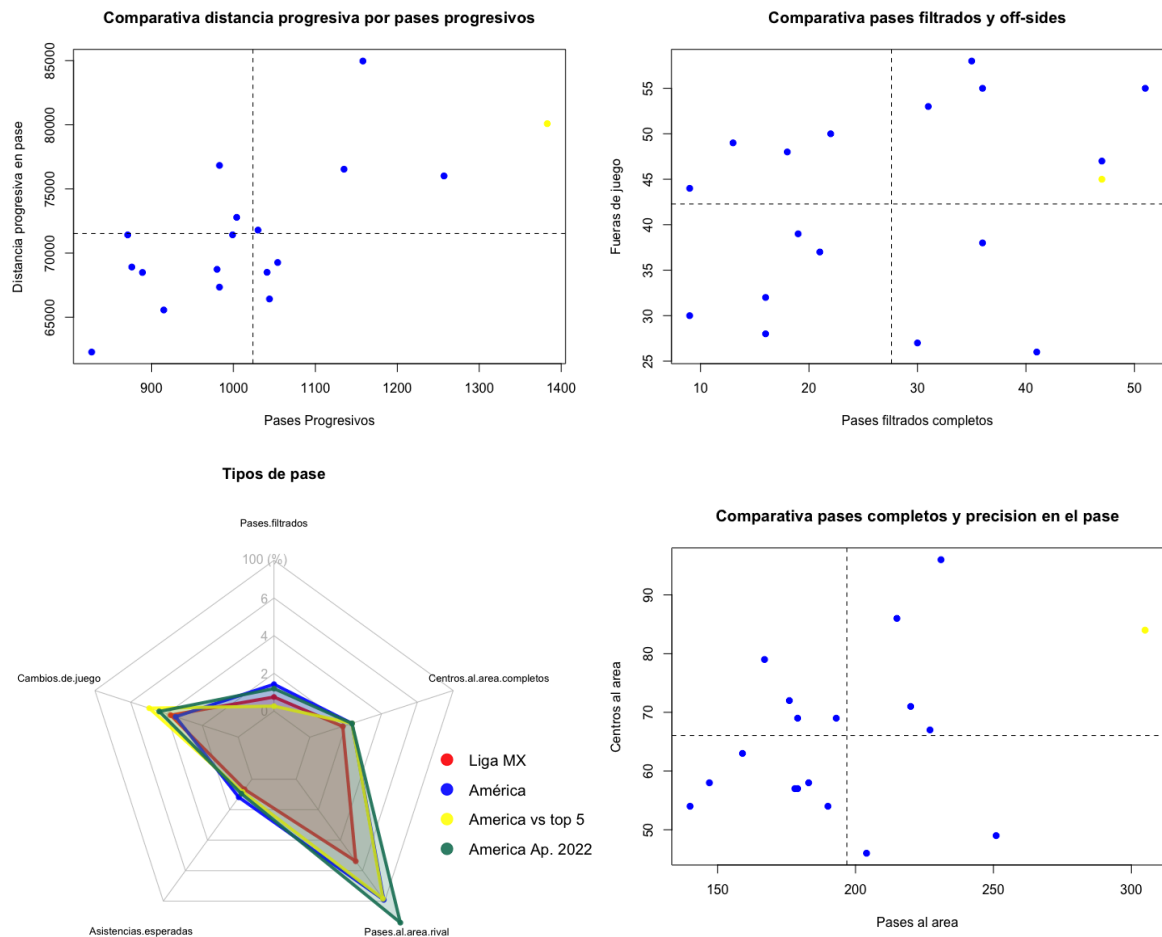 Comparativa distancia progresiva por pases progresivos
Distancia progresiva en pase
85000
80000
75000
70000
65000
900 1000 1100 1200 1300 1400
Pases Progresivos
Comparativa pases filtrados y off-sides
Fueras de juego
55
50
45
40
35
30
25
10 20 30 40 50
Pases filtrados completos
Tipos de pase
Pases.filtrados
100 (%)
6
4
2
0
Cambios.de.juego
Centros.al.area.completos
Asistencias.esperadas
Pases.al.area.rival
Liga MX
América
America vs top 5
America Ap. 2022
Comparativa pases completos y precision en el pase
Centros al area
90
80
70
60
50
150 200 250 300
Pases al area